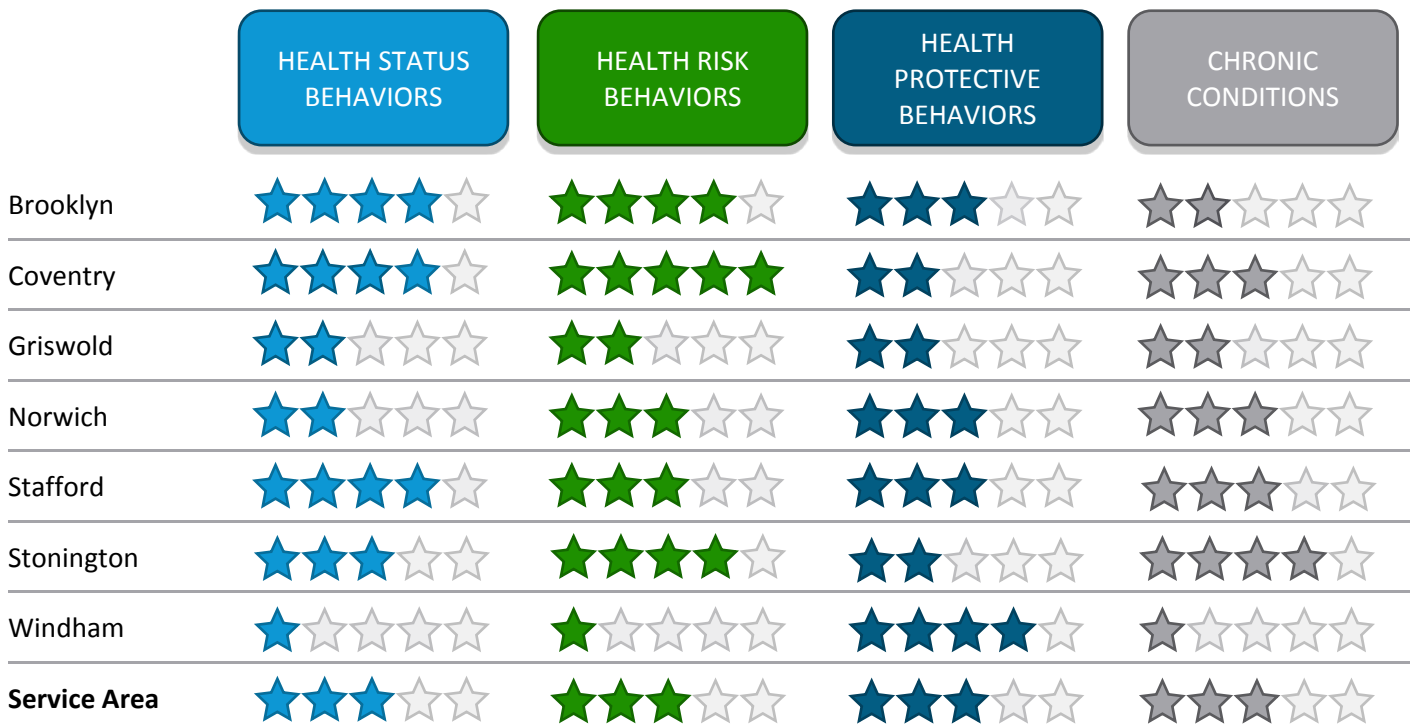 HEALTH STATUS
BEHAVIORS
HEALTH RISK
BEHAVIORS
HEALTH
PROTECTIVE
BEHAVIORS
CHRONIC
CONDITIONS
Brooklyn
Coventry
Griswold
Norwich
Stafford
Stonington
Windham
Service Area